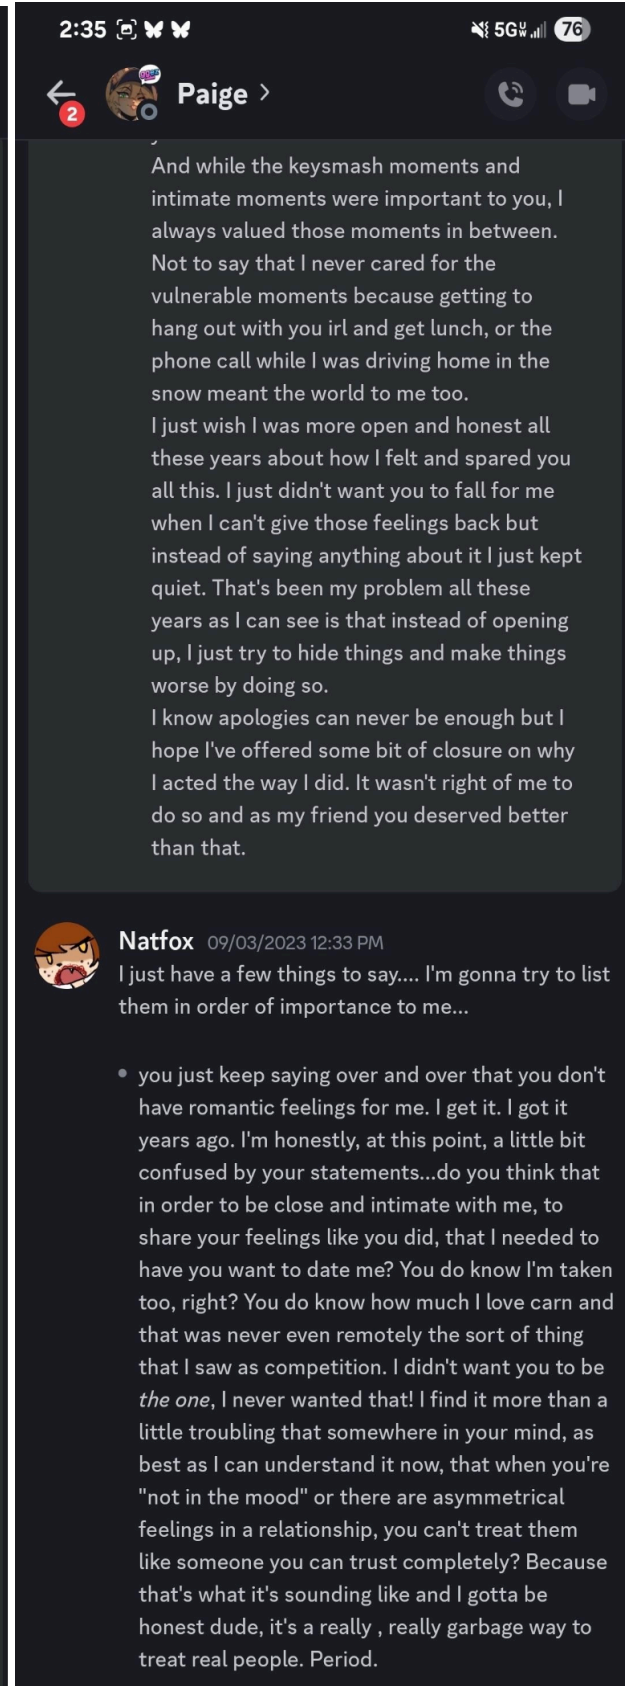 2:35
5G
76
2
Paige
And while the keysmash moments and
intimate moments were important to you, I
always valued those moments in between.
Not to say that I never cared for the
vulnerable moments because getting to
hang out with you irl and get lunch, or the
phone call while I was driving home in the
snow meant the world to me too.
I just wish I was more open and honest all
these years about how I felt and spared you
all this. I just didn't want you to fall for me
when I can't give those feelings back but
instead of saying anything about it I just kept
quiet. That's been my problem all these
years as I can see is that instead of opening
up, I just try to hide things and make things
worse by doing so.
I know apologies can never be enough but I
hope I've offered some bit of closure on why
I acted the way I did. It wasn't right of me to
do so and as my friend you deserved better
than that.
Natfox 09/03/2023 12:33 PM
I just have a few things to say.... I'm gonna try to list
them in order of importance to me...
• you just keep saying over and over that you don't
have romantic feelings for me. I get it. I got it
years ago. I'm honestly, at this point, a little bit
confused by your statements...do you think that
in order to be close and intimate with me, to
share your feelings like you did, that I needed to
have you want to date me? You do know I'm taken
too, right? You do know how much I love carn and
that was never even remotely the sort of thing
that I saw as competition. I didn't want you to be
the one, I never wanted that! I find it more than a
little troubling that somewhere in your mind, as
best as I can understand it now, that when you're
"not in the mood" or there are asymmetrical
feelings in a relationship, you can't treat them
like someone you can trust completely? Because
that's what it's sounding like and I gotta be
honest dude, it's a really , really garbage way to
treat real people. Period.